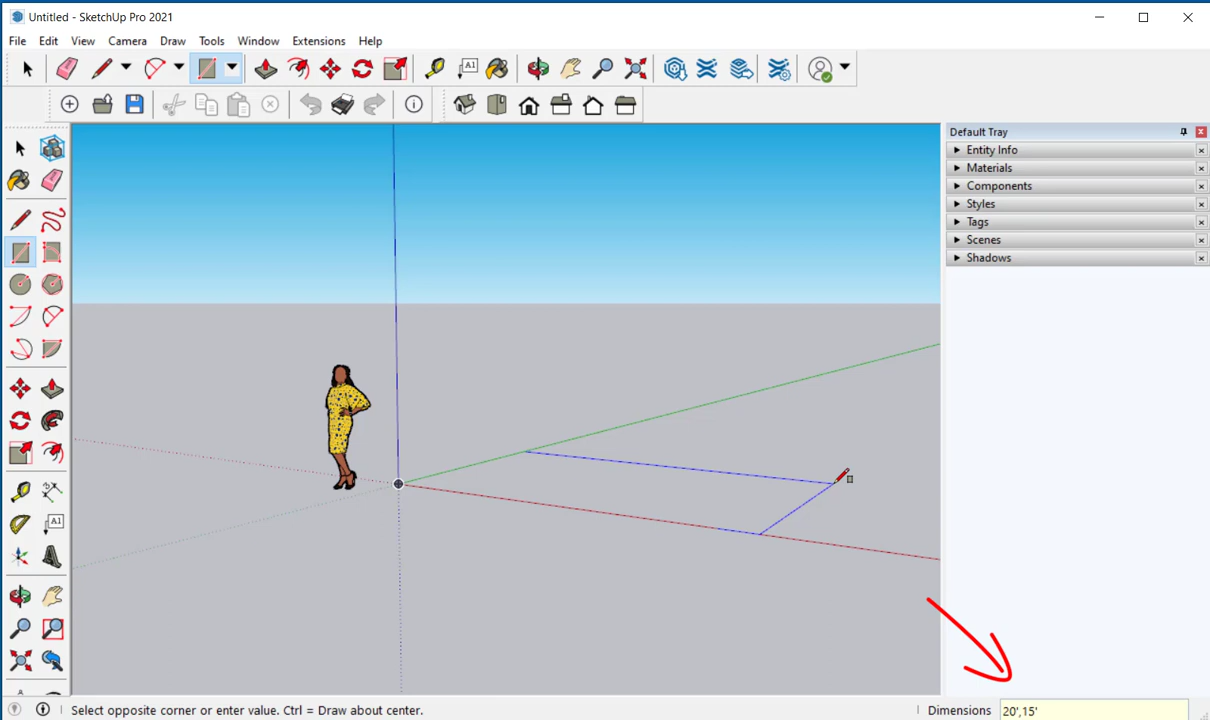 Untitled - SketchUp Pro 2021
File Edit View Camera Draw Tools Window Extensions Help
A1
Default Tray
Entity Info
Materials
Components
Styles
Tags
Scenes
Shadows
A1
Select opposite corner or enter value. Ctrl = Draw about center.
Dimensions 20',15'